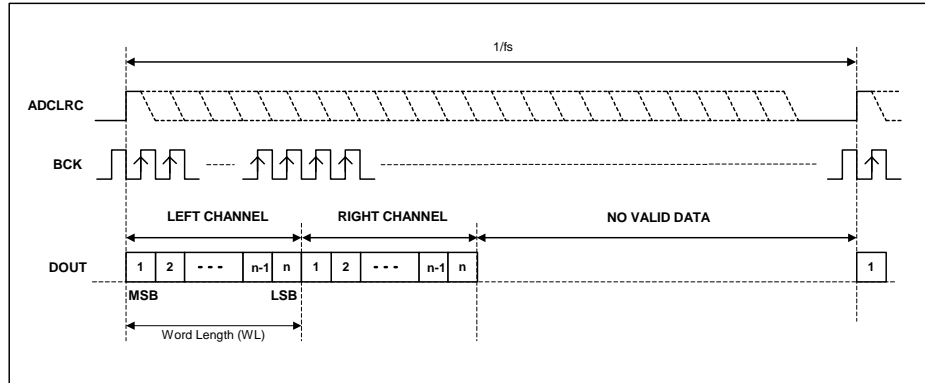 1/fs
ADCLRC
BCK
LEFT CHANNEL RIGHT CHANNEL NO VALID DATA
DOUT 1 2 --- n-1 n 1 2 --- n-1 n 1
MSB LSB
Word Length (WL)